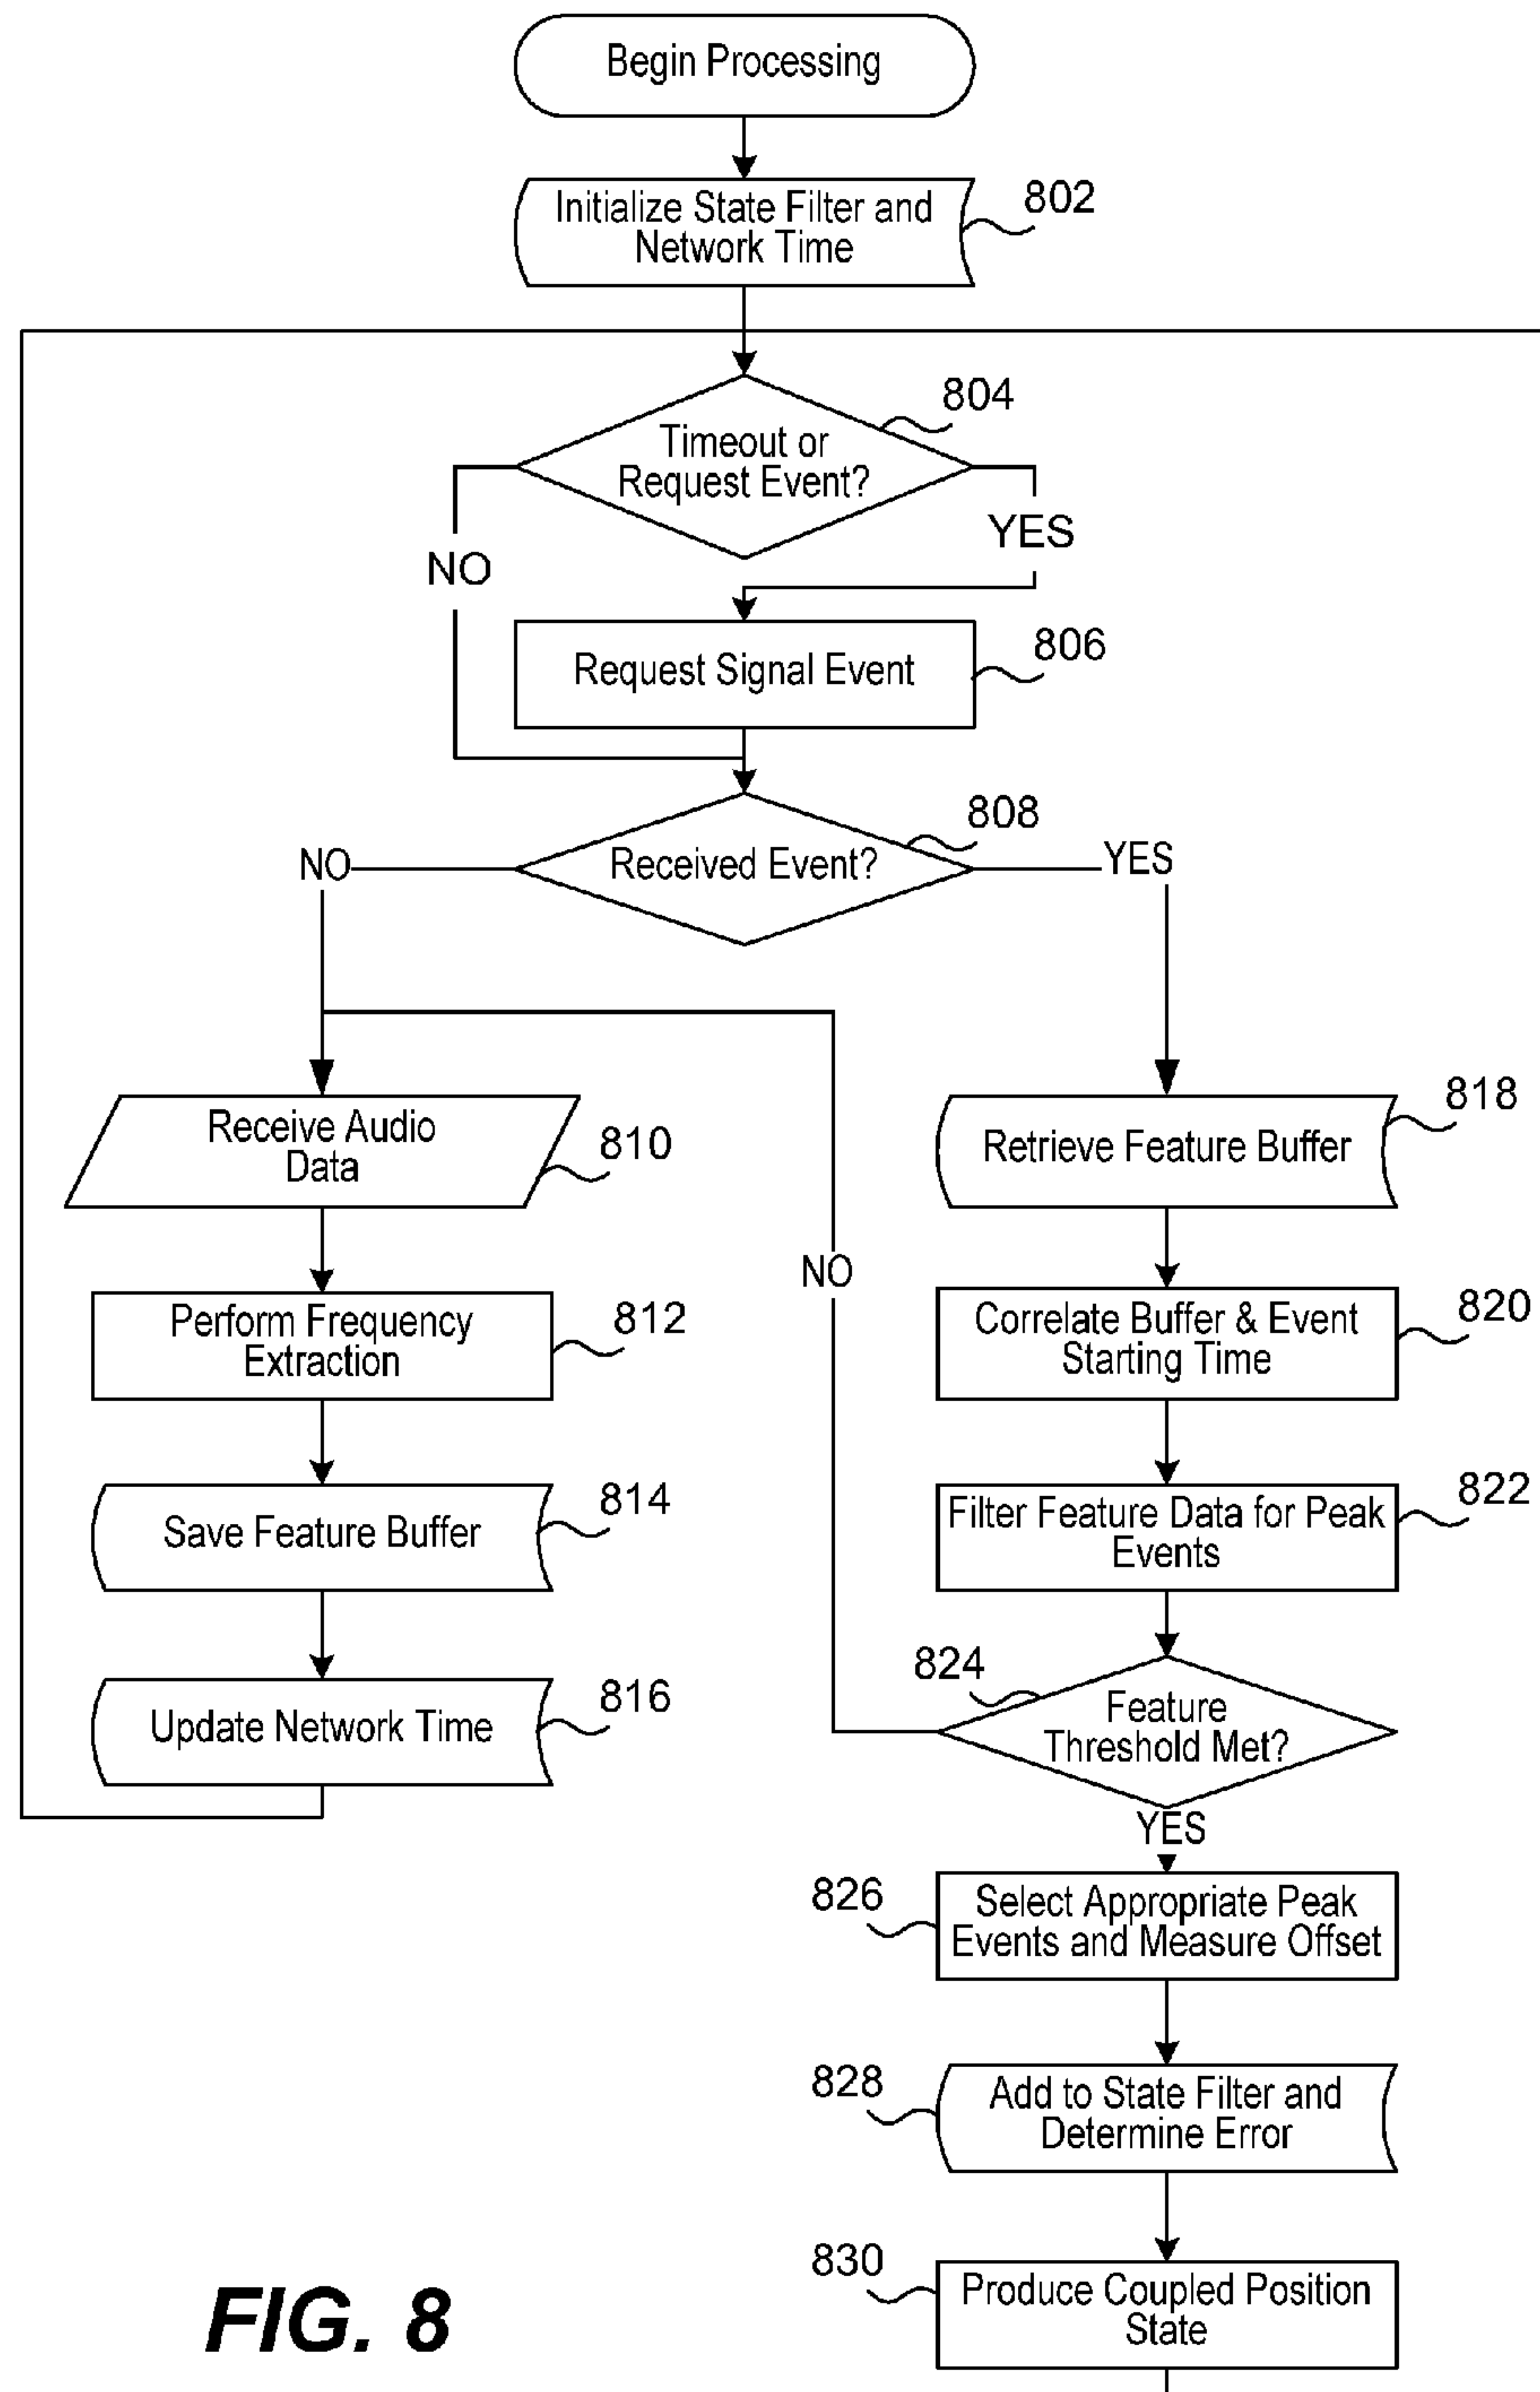 Begin Processing
Initialize State Filter and
Network Time
802
804
Timeout or
Request Event?
YES
NO
Request Signal Event
806
808
Received Event?
NO
YES
Receive Audio
Data
810
Retrieve Feature Buffer
818
NO
Perform Frequency
Extraction
812
Correlate Buffer & Event
Starting Time
820
Save Feature Buffer
814
Filter Feature Data for Peak
Events
822
Update Network Time
816
824
Feature
Threshold Met?
YES
826
Select Appropriate Peak
Events and Measure Offset
828
Add to State Filter and
Determine Error
830
Produce Coupled Position
State
FIG. 8